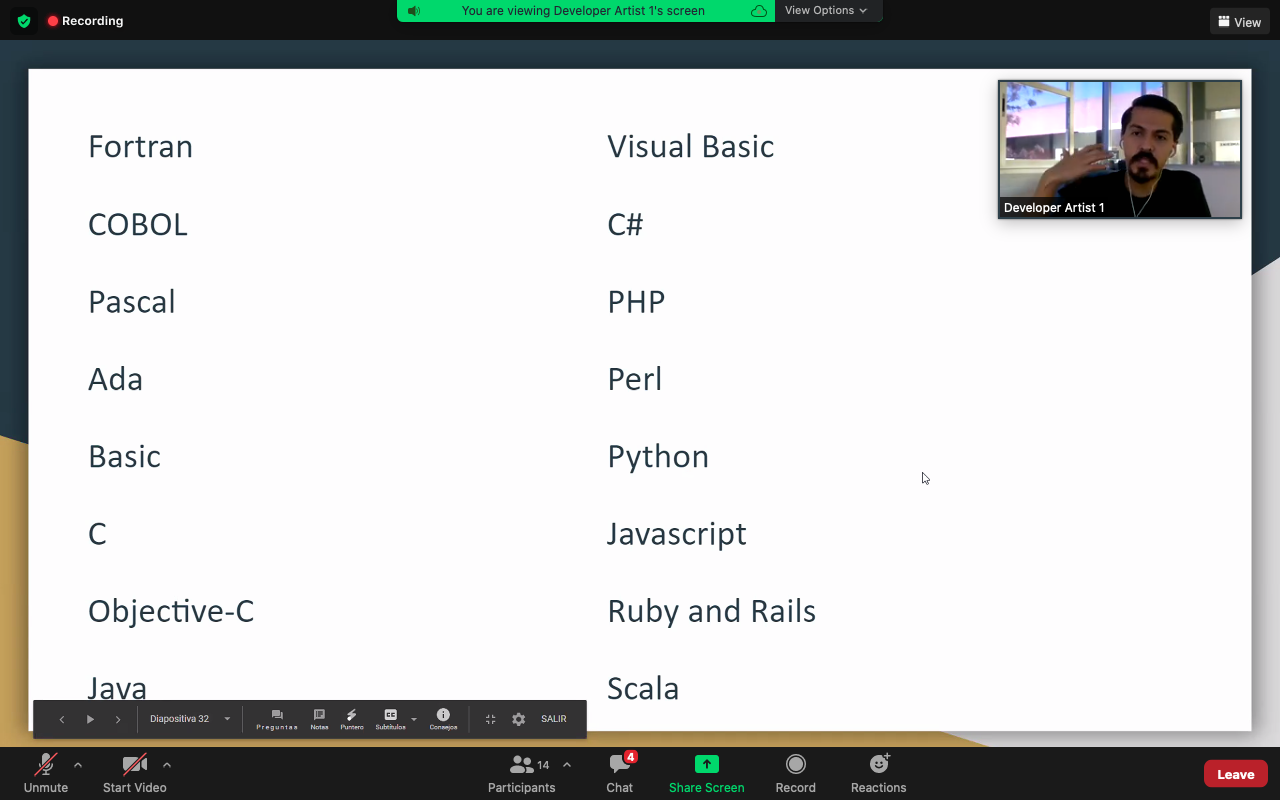 Recording
You are viewing Developer Artist 1's screen
View Options
View
Fortran
COBOL
Pascal
Ada
Basic
C
Objective-C
Java
Visual Basic
C#
PHP
Perl
Python
Javascript
Ruby and Rails
Scala
Developer Artist 1
Diapositiva 32
Preguntas
Notas
Puntero
CC
Subtítulos
Consejos
SALIR
Unmute
Start Video
14
Participants
4
Chat
Share Screen
Record
Reactions
Leave